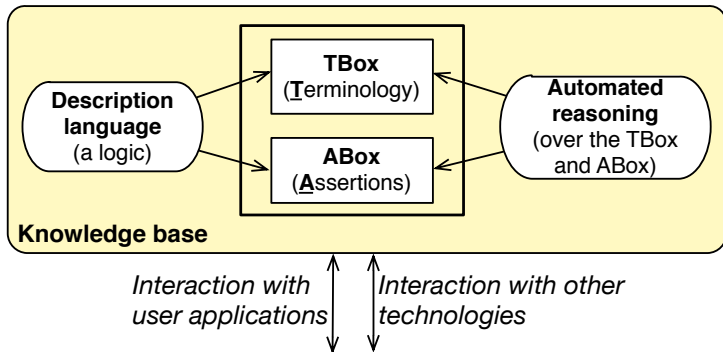 TBox
(Terminology)
Description
language
(a logic)
Automated
reasoning
(over the TBox
and ABox)
ABox
(Assertions)
Knowledge base
Interaction with
user applications
Interaction with other
technologies